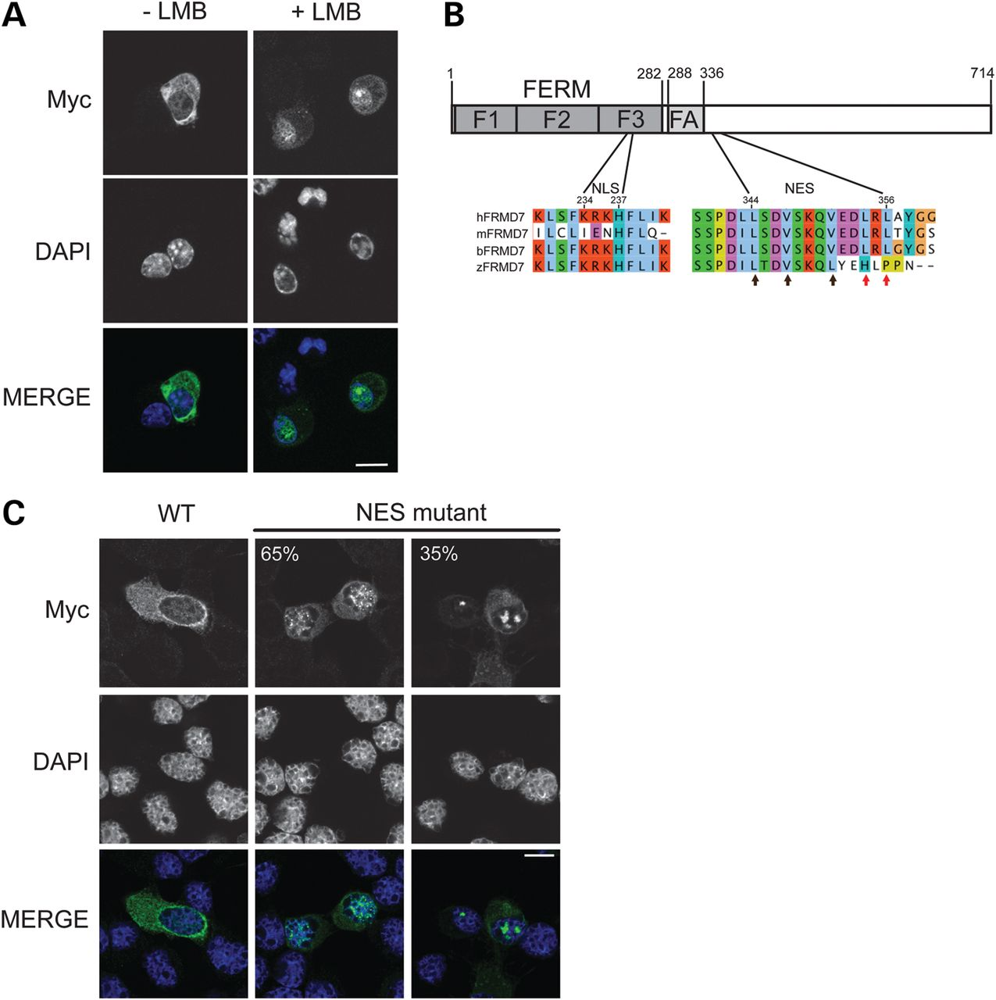 A
- LMB
+ LMB
Myc
DAPI
MERGE
B
1
282
288
336
714
FERM
F1
F2
F3
FA
NLS
NES
234
237
344
356
hFRMD7 KLSFKRKHFLIK SSPDLLSDVSKQVEDLRLAYGG
mFRMD7 ILCLIENHFLQ- SSPDILSDVSKQVEDLRLTYGS
bFRMD7 KLSFKRKHFLIK SSPDLLSDVSKQVEDLRLGYGS
zFRMD7 KLSFKRKHFLIK SSPDILTDVSKQLYEHLPPN--
C
WT
NES mutant
65%
35%
Myc
DAPI
MERGE